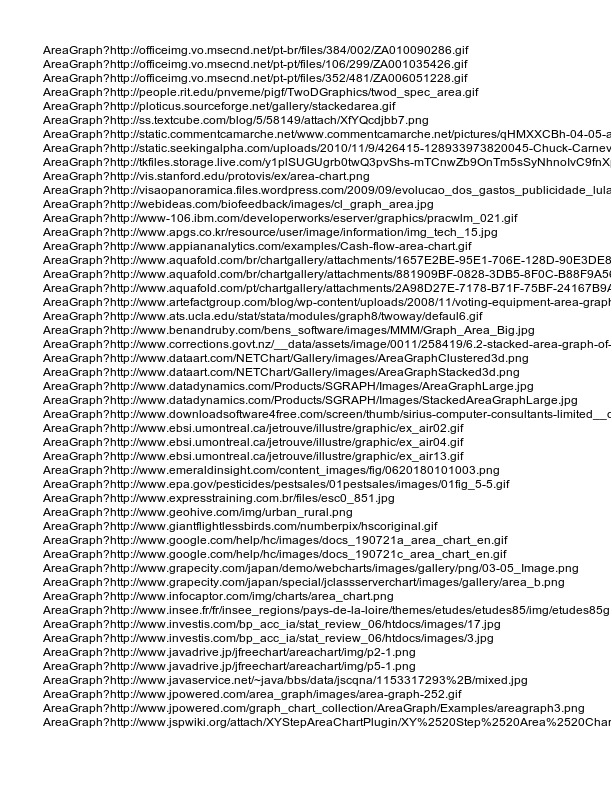 AreaGraph?http://officeimg.vo.msecnd.net/pt-br/files/384/002/ZA010090286.gif
AreaGraph?http://officeimg.vo.msecnd.net/pt-pt/files/106/299/ZA001035426.gif
AreaGraph?http://officeimg.vo.msecnd.net/pt-pt/files/352/481/ZA006051228.gif
AreaGraph?http://people.rit.edu/pnveme/pigf/TwoDGraphics/twod_spec_area.gif
AreaGraph?http://ploticus.sourceforge.net/gallery/stackedarea.gif
AreaGraph?http://ss.textcube.com/blog/5/58149/attach/XfYQcdjbb7.png
AreaGraph?http://static.commentcamarche.net/www.commentcamarche.net/pictures/qHMXXCBh-04-05-a
AreaGraph?http://static.seekingalpha.com/uploads/2010/11/9/426415-128933973820045-Chuck-Carnev
AreaGraph?http://tkfiles.storage.live.com/y1pISUGUgrb0twQ3pvShs-mTCnwZb9OnTm5sSyNhnoIvC9fnXp
AreaGraph?http://vis.stanford.edu/protovis/ex/area-chart.png
AreaGraph?http://visaopanoramica.files.wordpress.com/2009/09/evolucao_dos_gastos_publicidade_lula
AreaGraph?http://webideas.com/biofeedback/images/cl_graph_area.jpg
AreaGraph?http://www-106.ibm.com/developerworks/eserver/graphics/pracwlm_021.gif
AreaGraph?http://www.apgs.co.kr/resource/user/image/information/img_tech_15.jpg
AreaGraph?http://www.appiananalytics.com/examples/Cash-flow-area-chart.gif
AreaGraph?http://www.aquafold.com/br/chartgallery/attachments/1657E2BE-95E1-706E-128D-90E3DE8
AreaGraph?http://www.aquafold.com/br/chartgallery/attachments/881909BF-0828-3DB5-8F0C-B88F9A56
AreaGraph?http://www.aquafold.com/pt/chartgallery/attachments/2A98D27E-7178-B71F-75BF-24167B9A
AreaGraph?http://www.artefactgroup.com/blog/wp-content/uploads/2008/11/voting-equipment-area-graph
AreaGraph?http://www.ats.ucla.edu/stat/stata/modules/graph8/twoway/defaul6.gif
AreaGraph?http://www.benandruby.com/bens_software/images/MMM/Graph_Area_Big.jpg
AreaGraph?http://www.corrections.govt.nz/__data/assets/image/0011/258419/6.2-stacked-area-graph-of-
AreaGraph?http://www.dataart.com/NETChart/Gallery/images/AreaGraphClustered3d.png
AreaGraph?http://www.dataart.com/NETChart/Gallery/images/AreaGraphStacked3d.png
AreaGraph?http://www.datadynamics.com/Products/SGRAPH/Images/AreaGraphLarge.jpg
AreaGraph?http://www.datadynamics.com/Products/SGRAPH/Images/StackedAreaGraphLarge.jpg
AreaGraph?http://www.downloadsoftware4free.com/screen/thumb/sirius-computer-consultants-limited__c
AreaGraph?http://www.ebsi.umontreal.ca/jetrouve/illustre/graphic/ex_air02.gif
AreaGraph?http://www.ebsi.umontreal.ca/jetrouve/illustre/graphic/ex_air04.gif
AreaGraph?http://www.ebsi.umontreal.ca/jetrouve/illustre/graphic/ex_air13.gif
AreaGraph?http://www.emeraldinsight.com/content_images/fig/0620180101003.png
AreaGraph?http://www.epa.gov/pesticides/pestsales/01pestsales/images/01fig_5-5.gif
AreaGraph?http://www.expresstraining.com.br/files/esc0_851.jpg
AreaGraph?http://www.geohive.com/img/urban_rural.png
AreaGraph?http://www.giantflightlessbirds.com/numberpix/hscoriginal.gif
AreaGraph?http://www.google.com/help/hc/images/docs_190721a_area_chart_en.gif
AreaGraph?http://www.google.com/help/hc/images/docs_190721c_area_chart_en.gif
AreaGraph?http://www.grapecity.com/japan/demo/webcharts/images/gallery/png/03-05_Image.png
AreaGraph?http://www.grapecity.com/japan/special/jclassserverchart/images/gallery/area_b.png
AreaGraph?http://www.infocaptor.com/img/charts/area_chart.png
AreaGraph?http://www.insee.fr/fr/insee_regions/pays-de-la-loire/themes/etudes/etudes85/img/etudes85g
AreaGraph?http://www.investis.com/bp_acc_ia/stat_review_06/htdocs/images/17.jpg
AreaGraph?http://www.investis.com/bp_acc_ia/stat_review_06/htdocs/images/3.jpg
AreaGraph?http://www.javadrive.jp/jfreechart/areachart/img/p2-1.png
AreaGraph?http://www.javadrive.jp/jfreechart/areachart/img/p5-1.png
AreaGraph?http://www.javaservice.net/~java/bbs/data/jscqna/1153317293%2B/mixed.jpg
AreaGraph?http://www.jpowered.com/area_graph/images/area-graph-252.gif
AreaGraph?http://www.jpowered.com/graph_chart_collection/AreaGraph/Examples/areagraph3.png
AreaGraph?http://www.jspwiki.org/attach/XYStepAreaChartPlugin/XY%2520Step%2520Area%2520Char